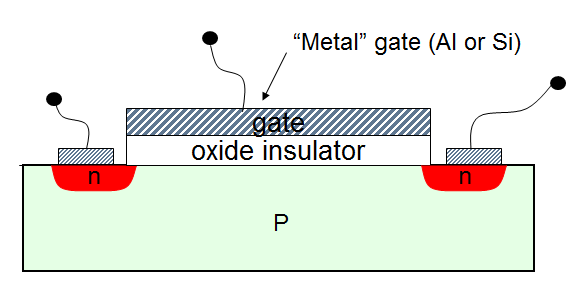 “Metal” gate (Al or Si)
gate
oxide insulator
n
n
P